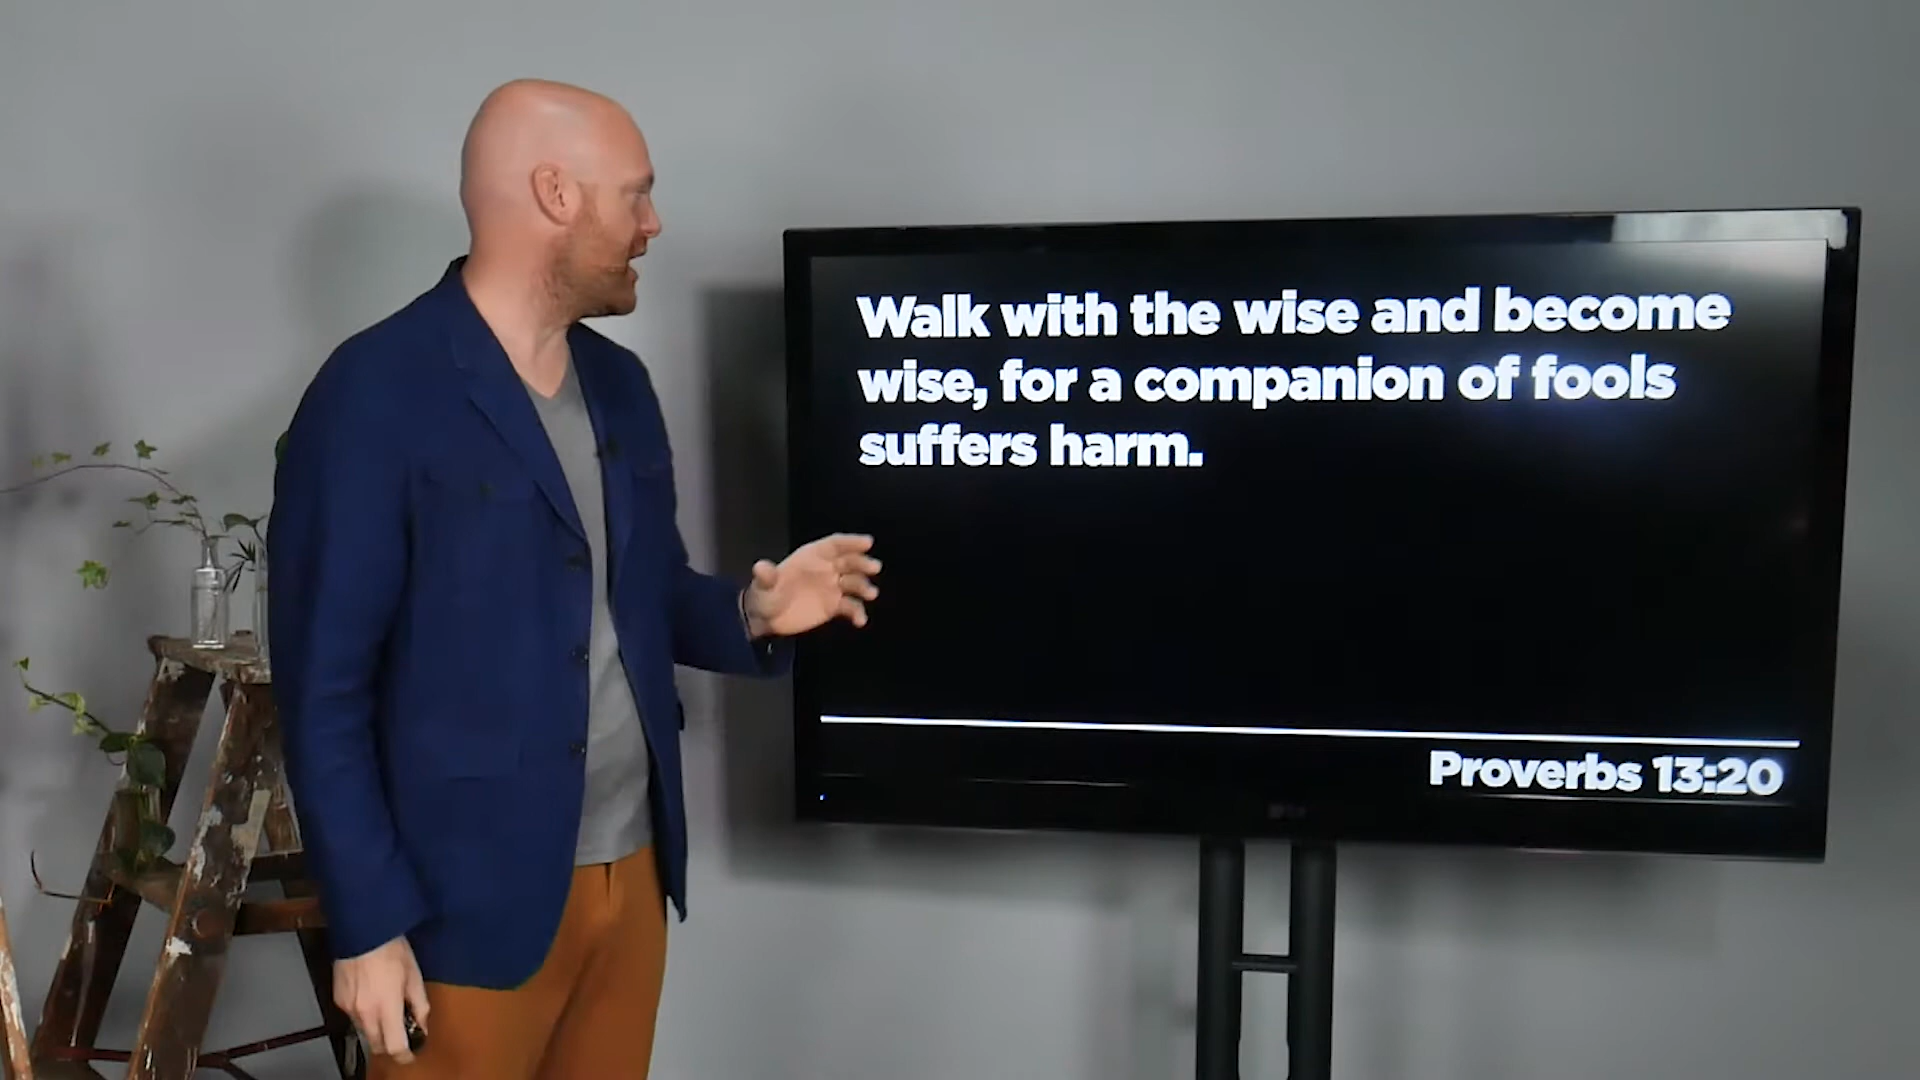 Walk with the wise and become
wise, for a companion of fools
suffers harm.
Proverbs 13:20